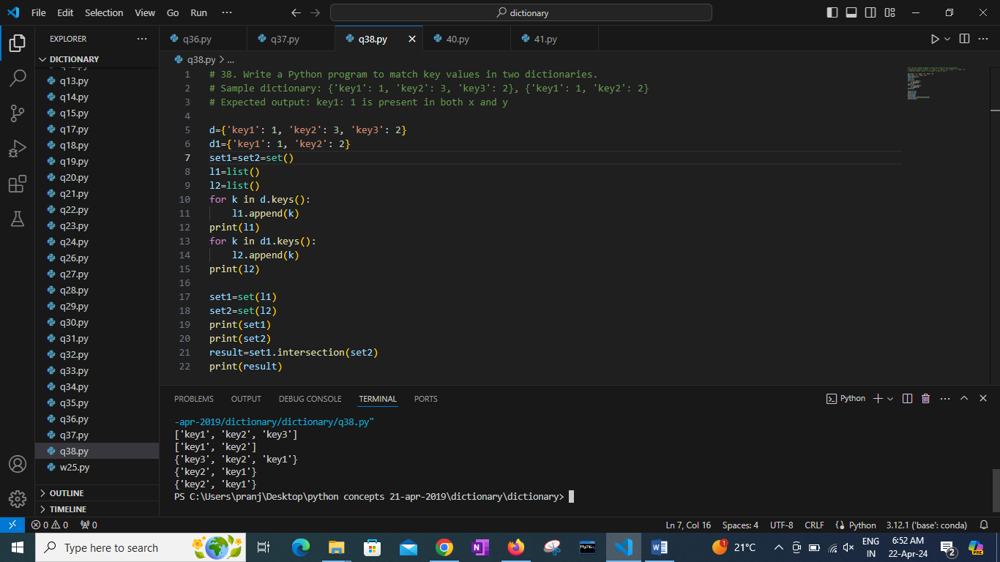 File Edit Selection View Go Run ··· dictionary
EXPLORER ···
DICTIONARY
q13.py
q14.py
q15.py
q17.py
q18.py
q19.py
q20.py
q21.py
q22.py
q23.py
q24.py
q26.py
q27.py
q28.py
q29.py
q30.py
q31.py
q32.py
q33.py
q34.py
q35.py
q36.py
q37.py
q38.py
w25.py
OUTLINE
TIMELINE
q36.py q37.py q38.py 40.py 41.py
q38.py > ...
1 # 38. Write a Python program to match key values in two dictionaries.
2 # Sample dictionary: {'key1': 1, 'key2': 3, 'key3': 2}, {'key1': 1, 'key2': 2}
3 # Expected output: key1: 1 is present in both x and y
4
5 d={'key1': 1, 'key2': 3, 'key3': 2}
6 d1={'key1': 1, 'key2': 2}
7 set1=set2=set()
8 l1=list()
9 l2=list()
10 for k in d.keys():
11     l1.append(k)
12 print(l1)
13 for k in d1.keys():
14     l2.append(k)
15 print(l2)
16
17 set1=set(l1)
18 set2=set(l2)
19 print(set1)
20 print(set2)
21 result=set1.intersection(set2)
22 print(result)
PROBLEMS OUTPUT DEBUG CONSOLE TERMINAL PORTS Python
-apr-2019/dictionary/dictionary/q38.py"
['key1', 'key2', 'key3']
['key1', 'key2']
{'key3', 'key2', 'key1'}
{'key2', 'key1'}
{'key2', 'key1'}
PS C:\Users\pranj\Desktop\python concepts 21-apr-2019\dictionary\dictionary>
0 0 0 Ln 7, Col 16 Spaces: 4 UTF-8 CRLF Python 3.12.1 ('base': conda)
Type here to search
1 21°C
ENG
IN
6:52 AM
22-Apr-24
2
PRE